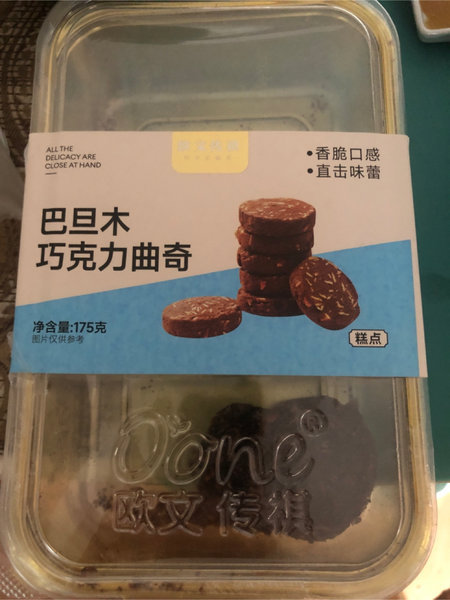 ALL THE
DELICACY ARE
CLOSE AT HAND
•香脆口感
•直击味蕾
巴旦木
巧克力曲奇
净含量:175克
图片仅供参考
糕点
O'one®
欧文传祺